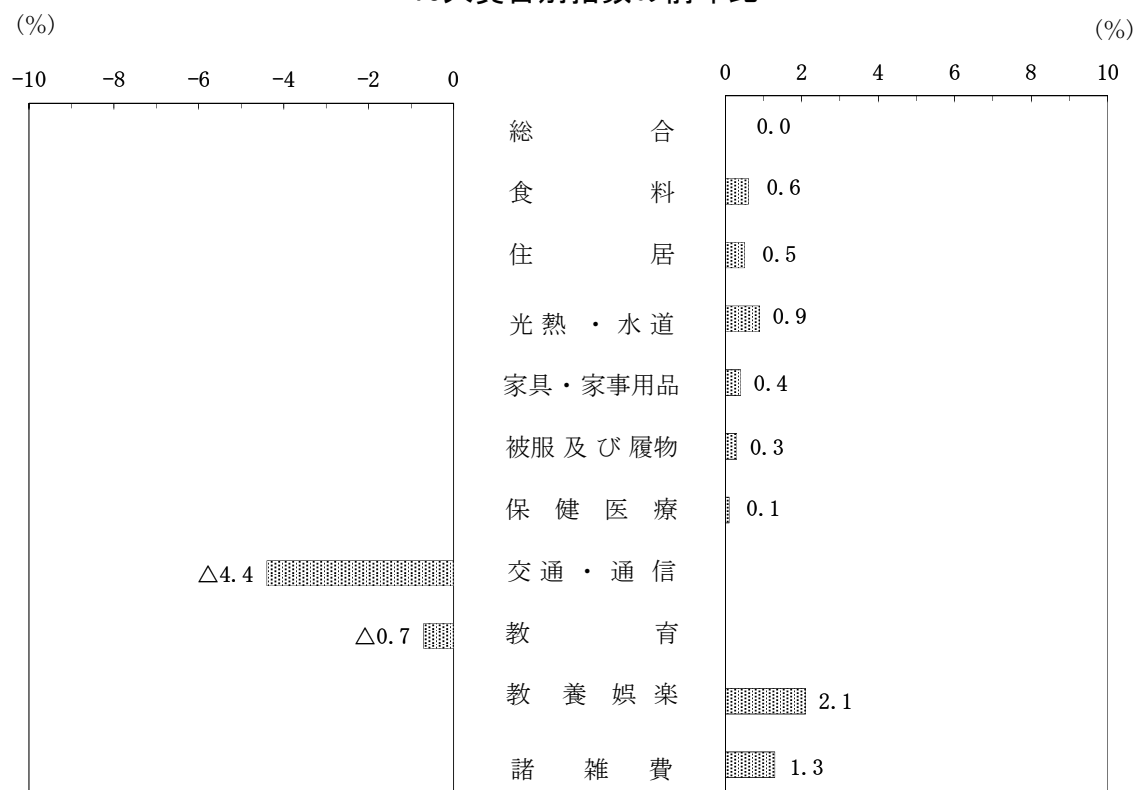 (%)
(%)
-10 -8 -6 -4 -2 0
0 2 4 6 8 10
総合 0.0
食料 0.6
住居 0.5
光熱・水道 0.9
家具・家事用品 0.4
被服及び履物 0.3
保健医療 0.1
△4.4 交通・通信
△0.7 教育
教養娯楽 2.1
諸雑費 1.3